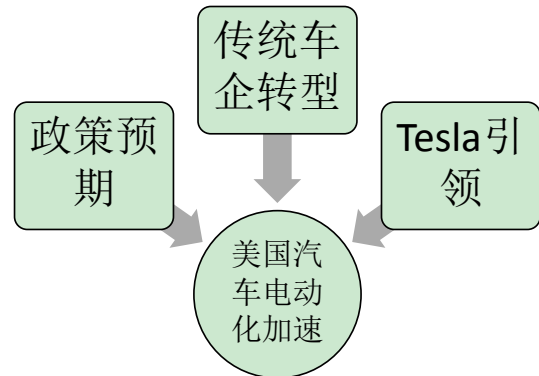 传统车
企转型
政策预
期
Tesla引
领
美国汽
车电动
化加速